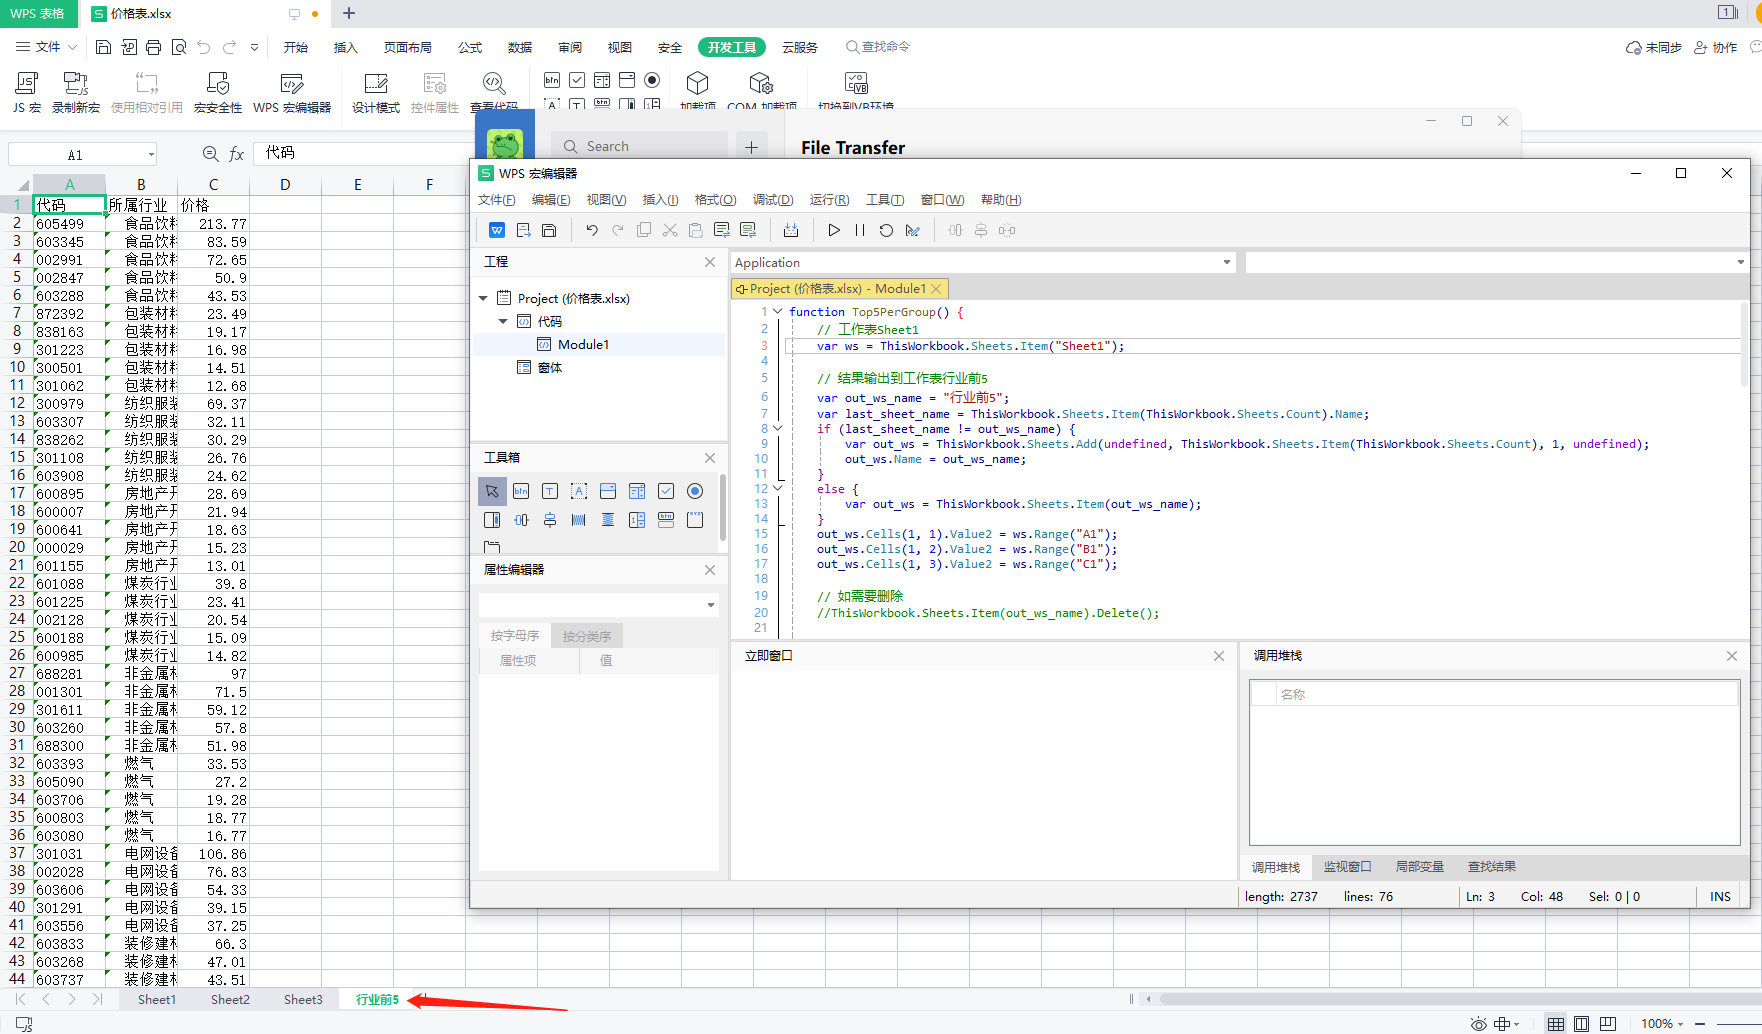 WPS 表格
价格表.xlsx
文件
开始
插入
页面布局
公式
数据
审阅
视图
安全
开发工具
云服务
查找命令
未同步
协作
JS 宏
录制新宏
使用相对引用
宏安全性
WPS 宏编辑器
设计模式
控件属性
查看代码
加载项
COM 加载项
切换到VB环境
Search
File Transfer
A1
fx
代码
A B C D E F
1 代码 所属行业 价格
2 605499 食品饮料 213.77
3 603345 食品饮料 83.59
4 002991 食品饮料 72.65
5 002847 食品饮料 50.9
6 603288 食品饮料 43.53
7 872392 包装材料 23.49
8 838163 包装材料 19.17
9 301223 包装材料 16.98
10 300501 包装材料 14.51
11 301062 包装材料 12.68
12 300979 纺织服装 69.37
13 603307 纺织服装 32.11
14 838262 纺织服装 30.29
15 301108 纺织服装 26.76
16 603908 纺织服装 24.62
17 600895 房地产开 28.69
18 600007 房地产开 21.94
19 600641 房地产开 18.63
20 000029 房地产开 15.23
21 601155 房地产开 13.01
22 601088 煤炭行业 39.8
23 601225 煤炭行业 23.41
24 002128 煤炭行业 20.54
25 600188 煤炭行业 15.09
26 600985 煤炭行业 14.82
27 688281 非金属材 97
28 001301 非金属材 71.5
29 301611 非金属材 59.12
30 603260 非金属材 57.8
31 688300 非金属材 51.98
32 603393 燃气 33.53
33 605090 燃气 27.2
34 603706 燃气 19.28
35 600803 燃气 18.77
36 603080 燃气 16.77
37 301031 电网设备 106.86
38 002028 电网设备 76.83
39 603606 电网设备 54.33
40 301291 电网设备 39.15
41 603556 电网设备 37.25
42 603833 装修建材 66.3
43 603268 装修建材 47.01
44 603737 装修建材 43.51
Sheet1
Sheet2
Sheet3
行业前5
100%
WPS 宏编辑器
文件(F)
编辑(E)
视图(V)
插入(I)
格式(O)
调试(D)
运行(R)
工具(T)
窗口(W)
帮助(H)
工程
Project (价格表.xlsx)
代码
Module1
窗体
工具箱
属性编辑器
按字母序
按分类序
属性项
值
Application
Project (价格表.xlsx) - Module1
1 function Top5PerGroup() {
2 // 工作表Sheet1
3 var ws = ThisWorkbook.Sheets.Item("Sheet1");
4
5 // 结果输出到工作表行业前5
6 var out_ws_name = "行业前5";
7 var last_sheet_name = ThisWorkbook.Sheets.Item(ThisWorkbook.Sheets.Count).Name;
8 if (last_sheet_name != out_ws_name) {
9 var out_ws = ThisWorkbook.Sheets.Add(undefined, ThisWorkbook.Sheets.Item(ThisWorkbook.Sheets.Count), 1, undefined);
10 out_ws.Name = out_ws_name;
11 }
12 else {
13 var out_ws = ThisWorkbook.Sheets.Item(out_ws_name);
14 }
15 out_ws.Cells(1, 1).Value2 = ws.Range("A1");
16 out_ws.Cells(1, 2).Value2 = ws.Range("B1");
17 out_ws.Cells(1, 3).Value2 = ws.Range("C1");
18
19 // 如需要删除
20 //ThisWorkbook.Sheets.Item(out_ws_name).Delete();
21
立即窗口
调用堆栈
名称
调用堆栈
监视窗口
局部变量
查找结果
length: 2737
lines: 76
Ln: 3
Col: 48
Sel: 0 | 0
INS